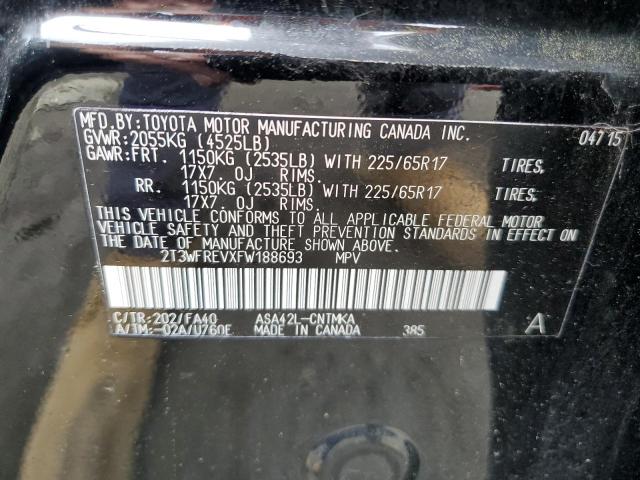 MFD.BY:TOYOTA MOTOR MANUFACTURING CANADA INC. 04/15
GVWR:2055KG (4525LB)
GAWR:FRT. 1150KG (2535LB) WITH 225/65R17 TIRES,
17X7.0J RIMS.
RR. 1150KG (2535LB) WITH 225/65R17 TIRES,
17X7.0J RIMS.
THIS VEHICLE CONFORMS TO ALL APPLICABLE FEDERAL MOTOR
VEHICLE SAFETY AND THEFT PREVENTION STANDARDS IN EFFECT ON
THE DATE OF MANUFACTURE SHOWN ABOVE.
2T3WFREVXFW188693 MPV
C/TR:202/FA40 ASA42L-CNTMKA
A/TM:-02A/U760E MADE IN CANADA 385 A